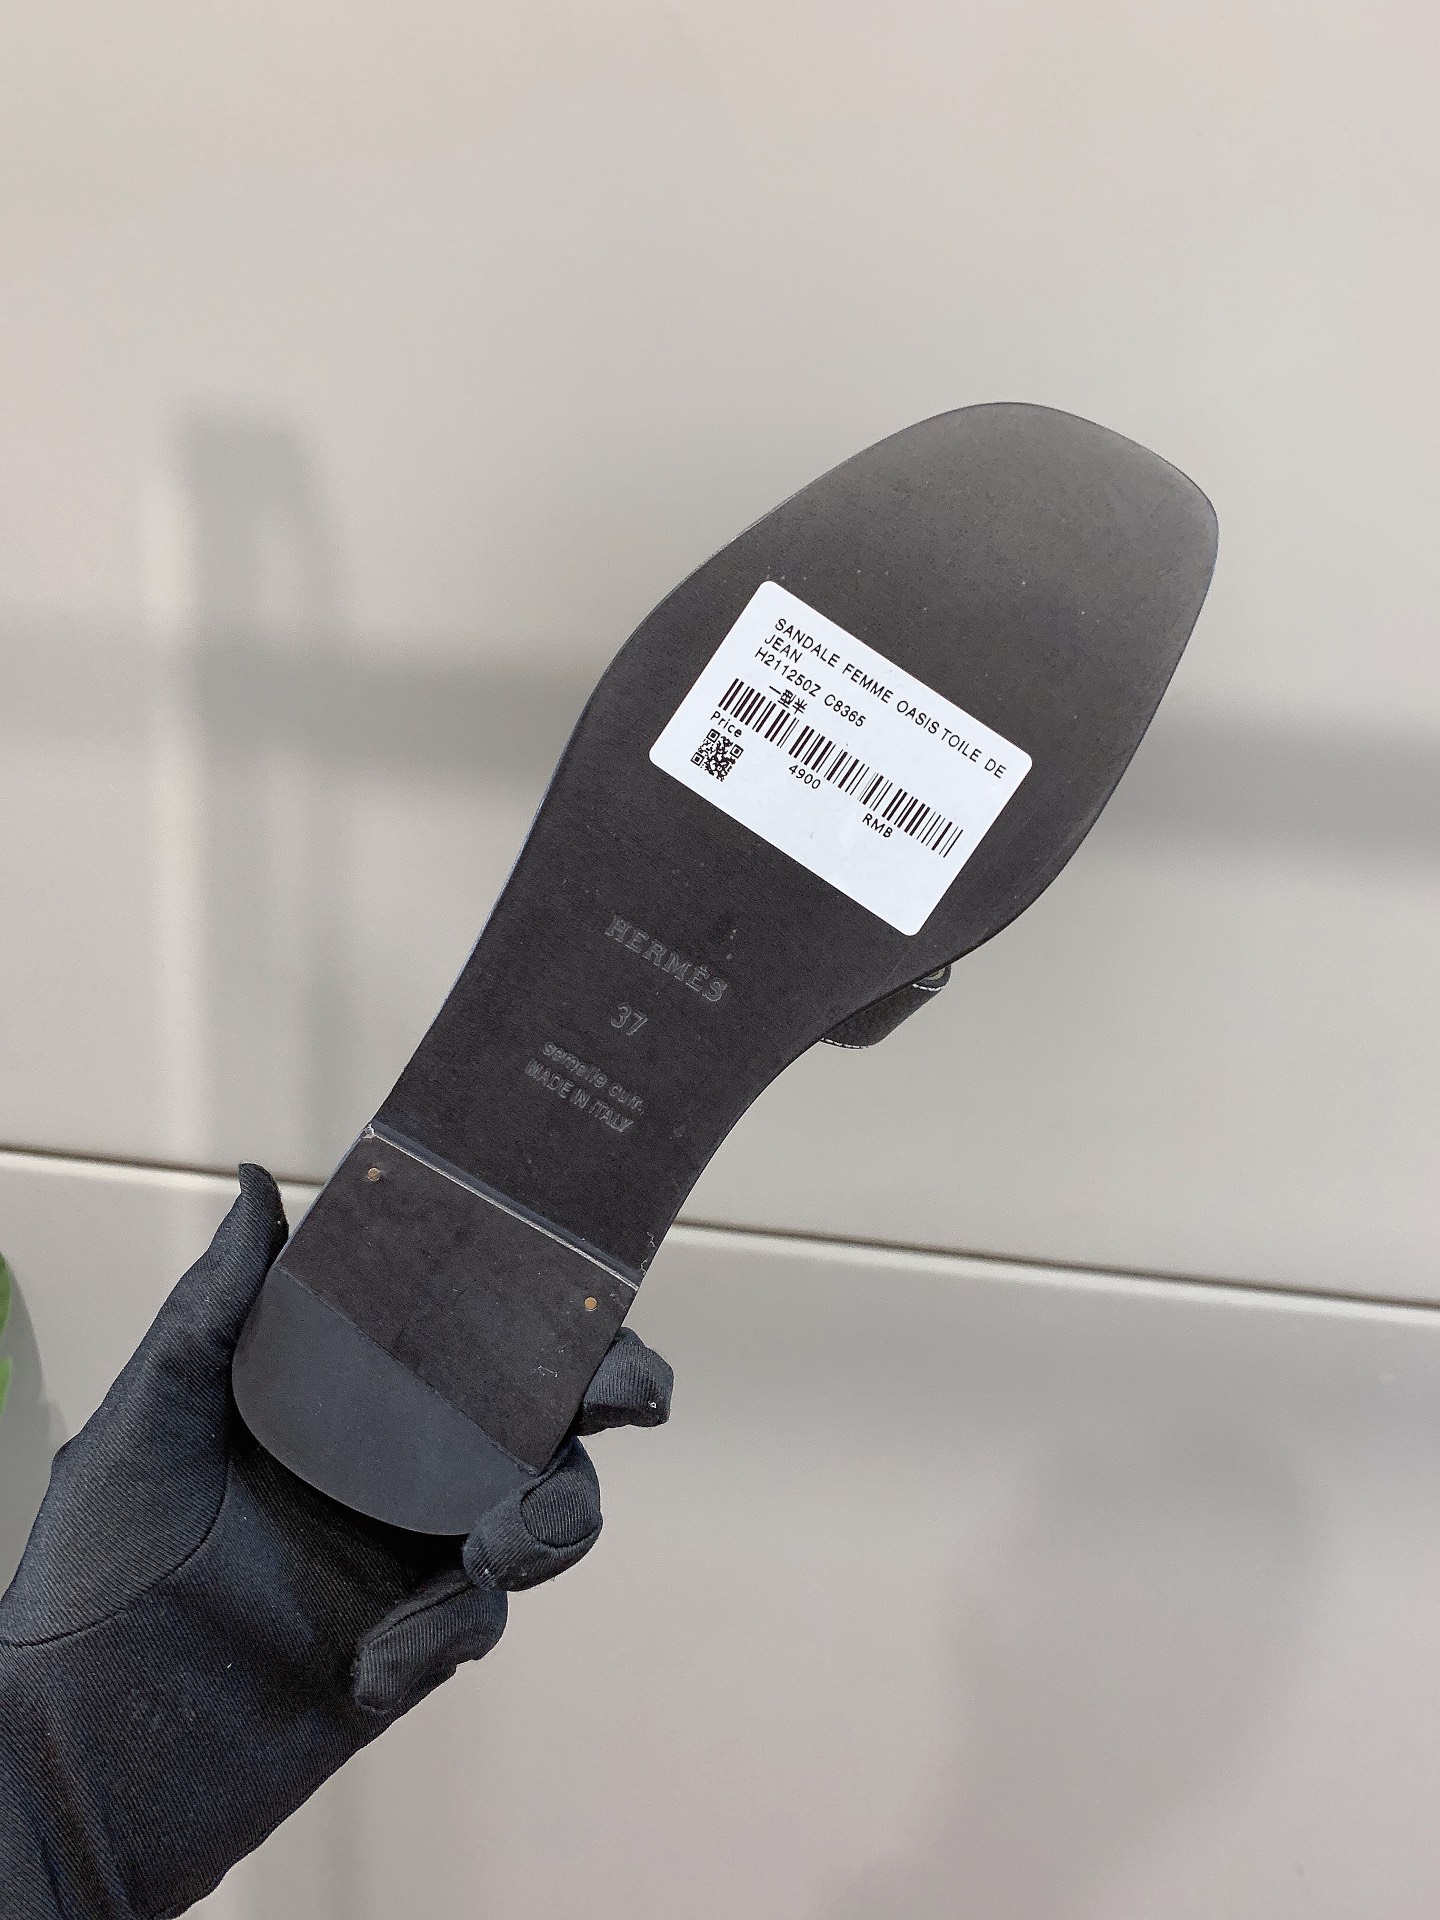 SANDALE FEMME OASIS TOILE DE
JEAN
H211250Z C8365
一型半
Price
4900
RMB
HERMÈS
37
semelle cuir.
MADE IN ITALY